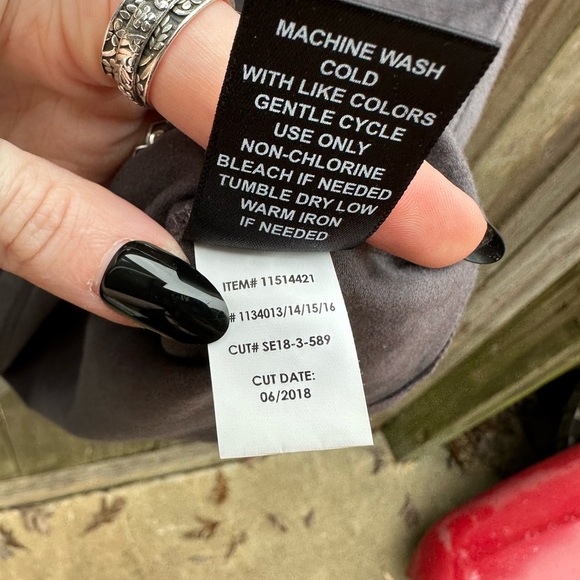 MACHINE WASH
COLD
WITH LIKE COLORS
GENTLE CYCLE
USE ONLY
NON-CHLORINE
BLEACH IF NEEDED
TUMBLE DRY LOW
WARM IRON
IF NEEDED
ITEM# 11514421
# 1134013/14/15/16
CUT# SE18-3-589
CUT DATE:
06/2018